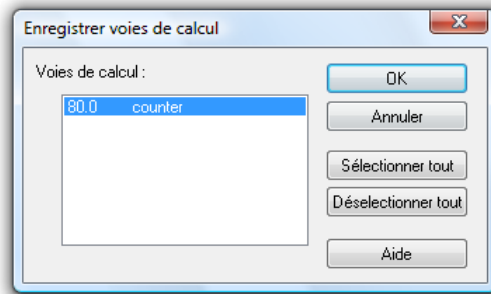 Enregistrer voies de calcul
Voies de calcul :
80.0 counter
OK
Annuler
Sélectionner tout
Déselectionner tout
Aide